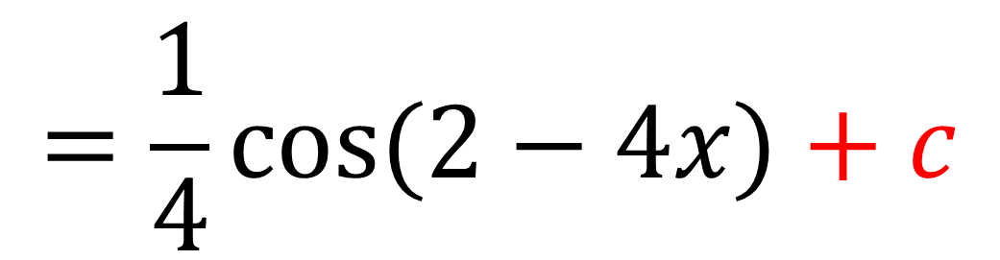 = 1/4 cos(2 − 4x) + c